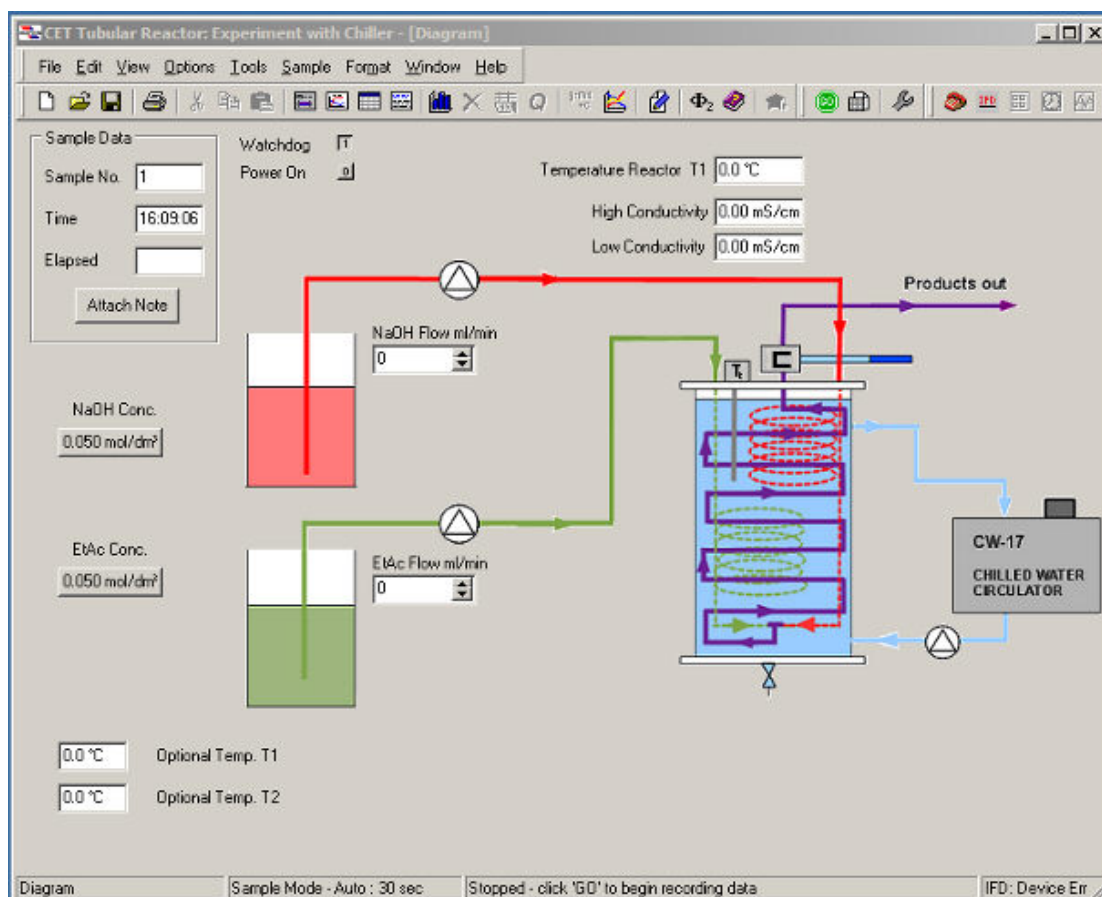 CET Tubular Reactor: Experiment with Chiller - [Diagram]
File Edit View Options Tools Sample Format Window Help
Sample Data
Sample No. 1
Time 16:09:06
Elapsed
Attach Note
Watchdog 1
Power On 0
Temperature Reactor T1 0.0 °C
High Conductivity 0.00 mS/cm
Low Conductivity 0.00 mS/cm
Products out
NaOH Flow ml/min
0
NaOH Conc.
0.050 mol/dm³
EtAc Conc.
0.050 mol/dm³
EtAc Flow ml/min
0
CW-17
CHILLED WATER
CIRCULATOR
0.0 °C Optional Temp. T1
0.0 °C Optional Temp. T2
Diagram Sample Mode - Auto : 30 sec Stopped - click 'GO' to begin recording data IFD: Device Err